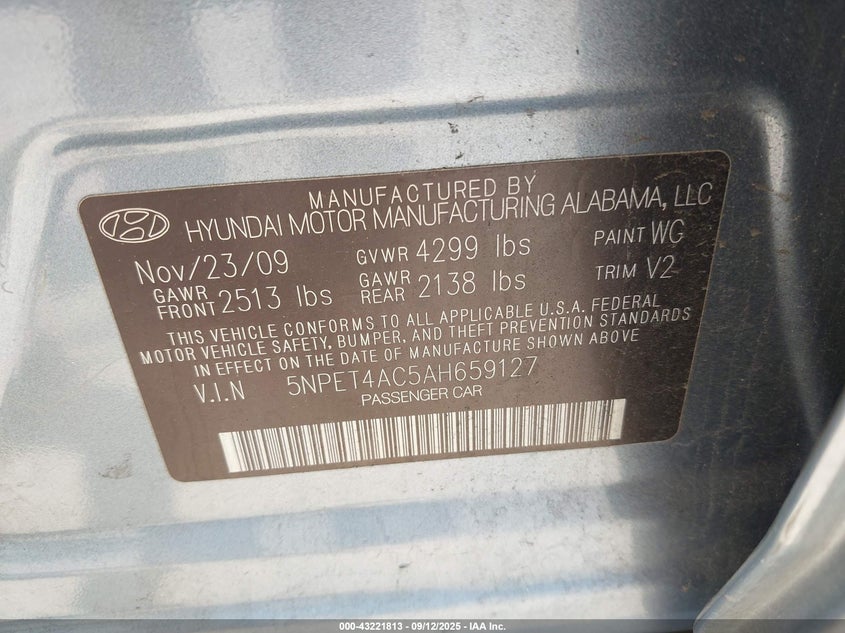 MANUFACTURED BY
HYUNDAI MOTOR MANUFACTURING ALABAMA, LLC
Nov/23/09 GVWR 4299 lbs PAINT WG
GAWR FRONT 2513 lbs GAWR REAR 2138 lbs TRIM V2
THIS VEHICLE CONFORMS TO ALL APPLICABLE U.S.A. FEDERAL
MOTOR VEHICLE SAFETY, BUMPER, AND THEFT PREVENTION STANDARDS
IN EFFECT ON THE DATE OF MANUFACTURE SHOWN ABOVE
V.I.N 5NPET4AC5AH659127
PASSENGER CAR
000-43221813 - 09/12/2025 - IAA Inc.